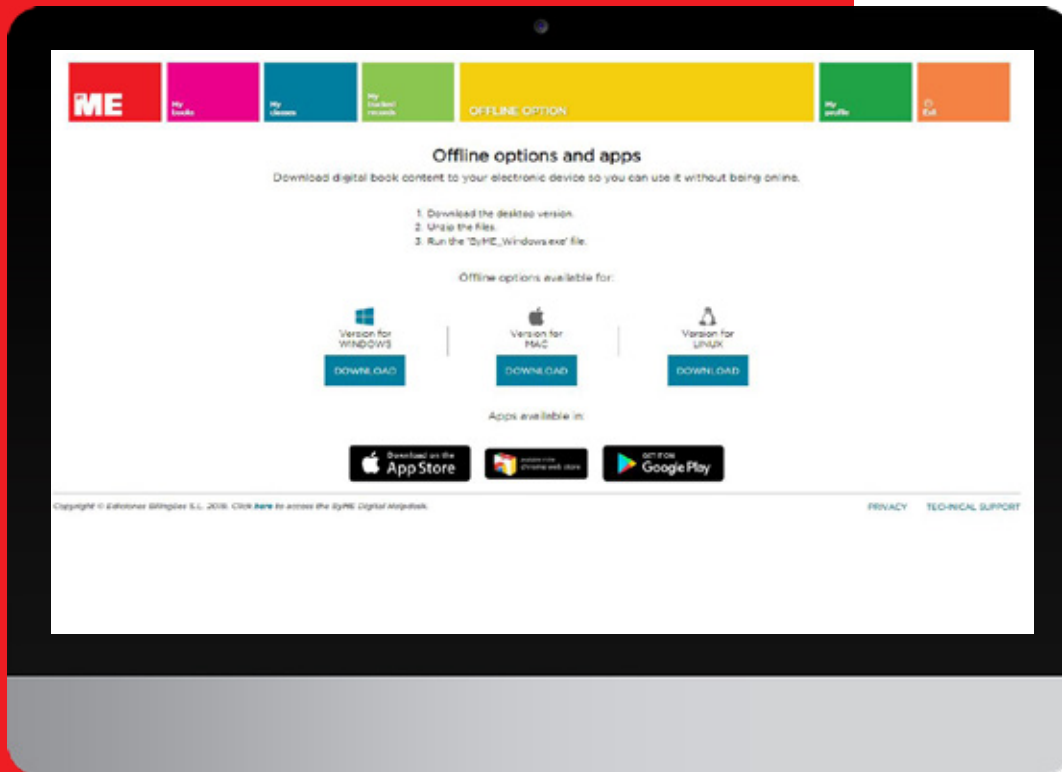 ME
My books
My classes
My
records
OFFLINE OPTION
My profile
Exit
Offline options and apps
Download digital book content to your electronic device so you can use it without being online.
1. Download the desktop version.
2. Unzip the files.
3. Run the 'ByME_Windows.exe' file.
Offline options available for:
Version for
WINDOWS
DOWNLOAD
Version for
MAC
DOWNLOAD
Version for
LINUX
DOWNLOAD
Apps available in:
Download on the
App Store
available in the
chrome web store
GET IT ON
Google Play
Copyright © Ediciones Bilingües S.L. 2018. Click here to access the ByME Digital Helpdesk.
PRIVACY
TECHNICAL SUPPORT